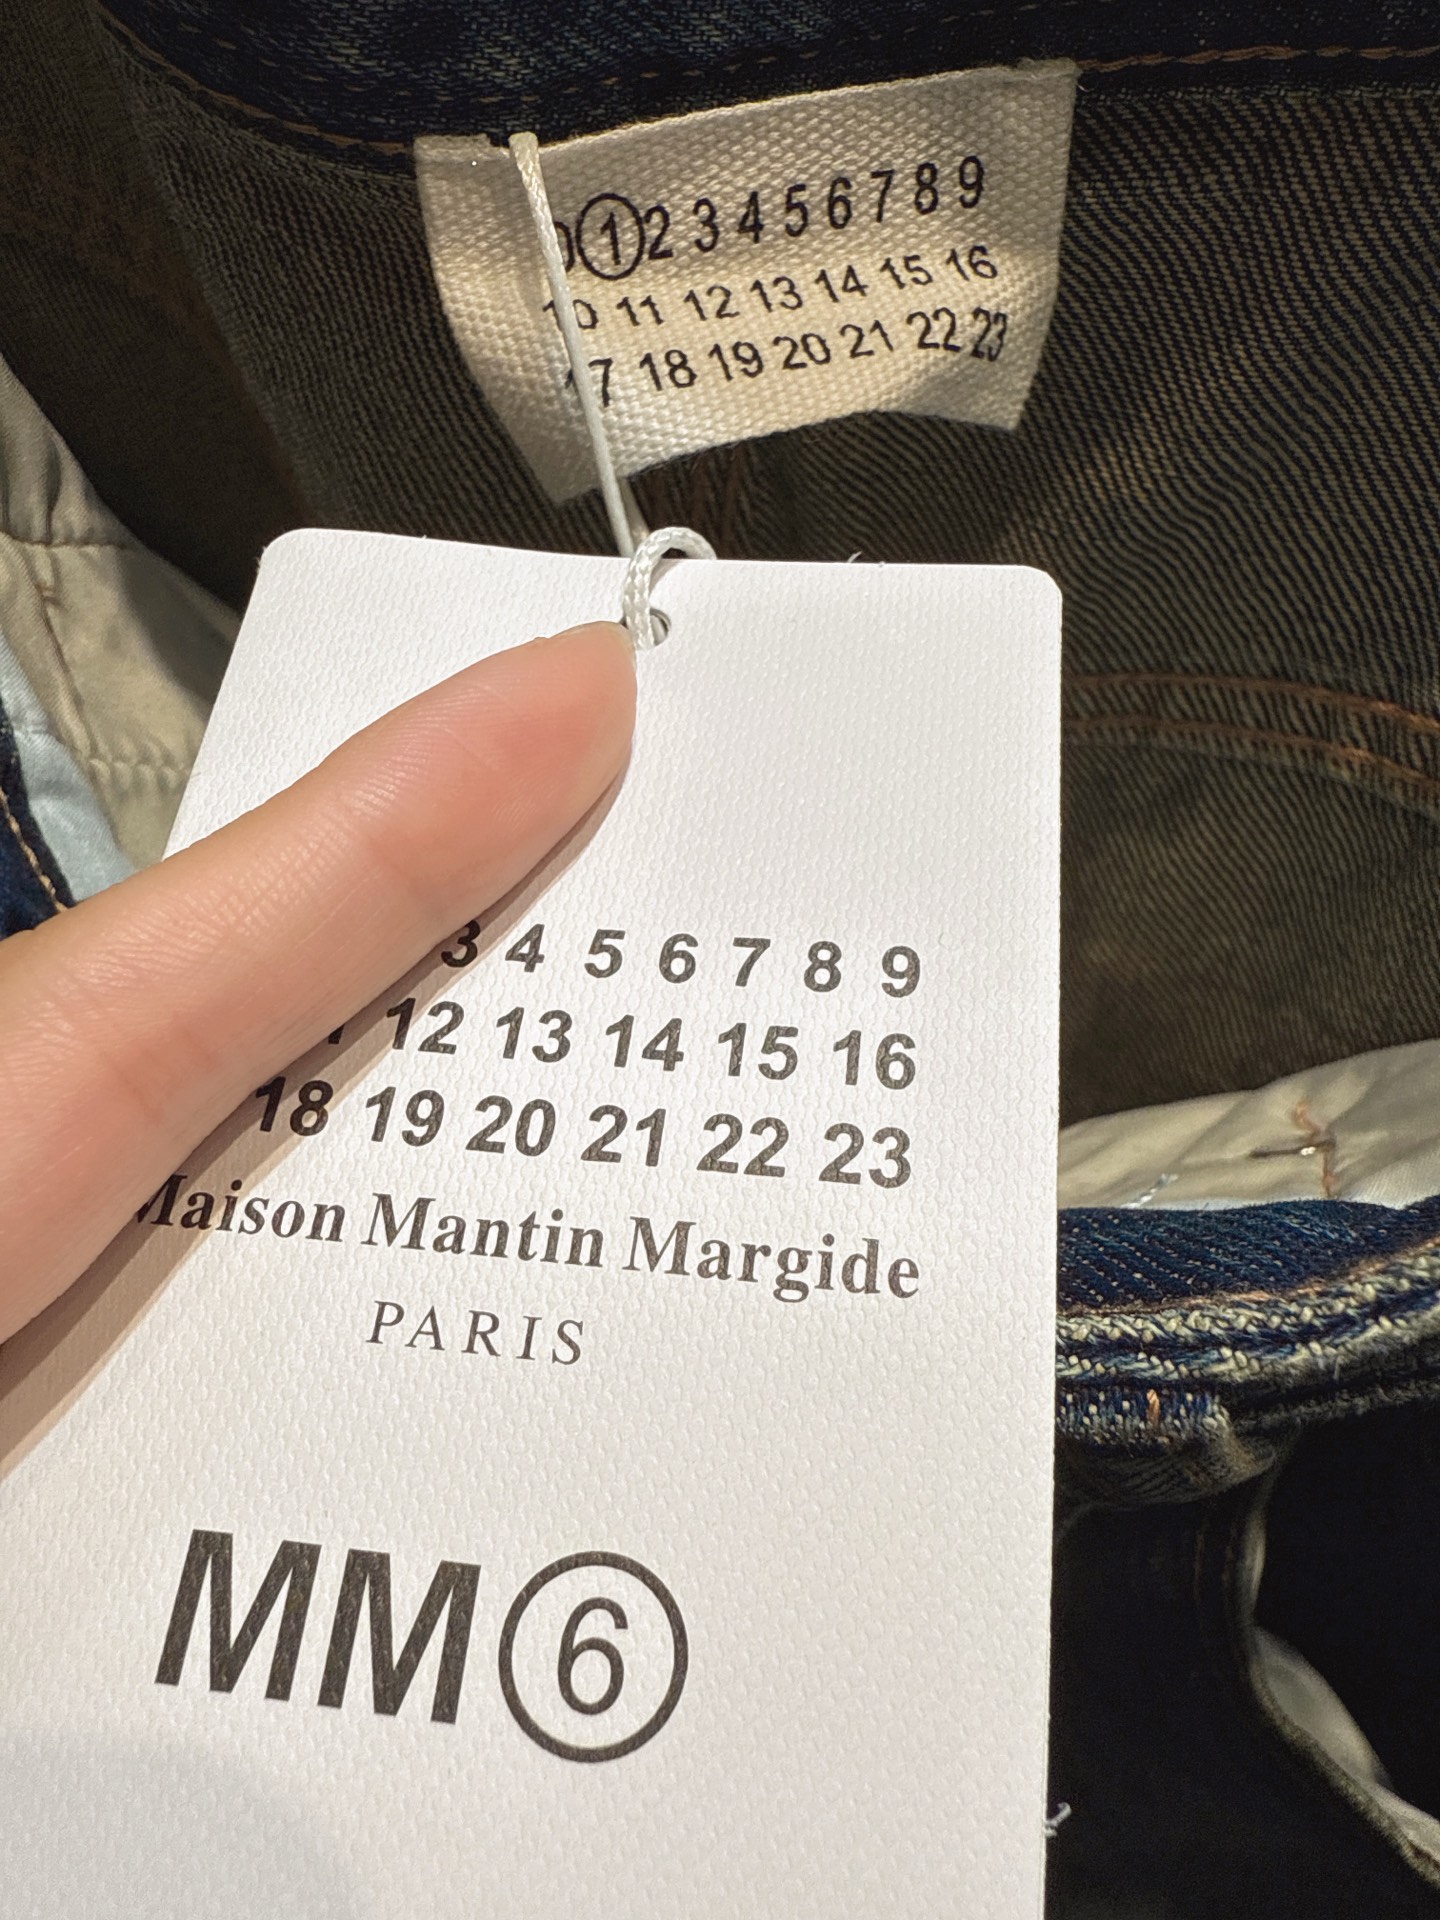 0 1 2 3 4 5 6 7 8 9
10 11 12 13 14 15 16
17 18 19 20 21 22 23
3 4 5 6 7 8 9
12 13 14 15 16
18 19 20 21 22 23
Maison Mantin Margide
PARIS
MM6